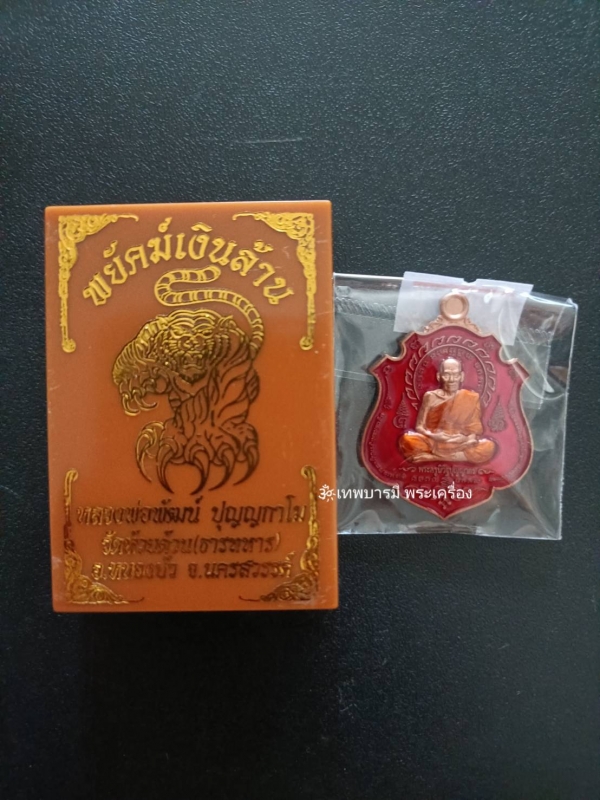 พยัคฆ์เงินล้าน
หลวงพ่อพัฒน์ ปุญญกาโม
วัดห้วยด้วน(ธารทหาร)
อ.หนองบัว จ.นครสวรรค์
เทพบารมี พระเครื่อง